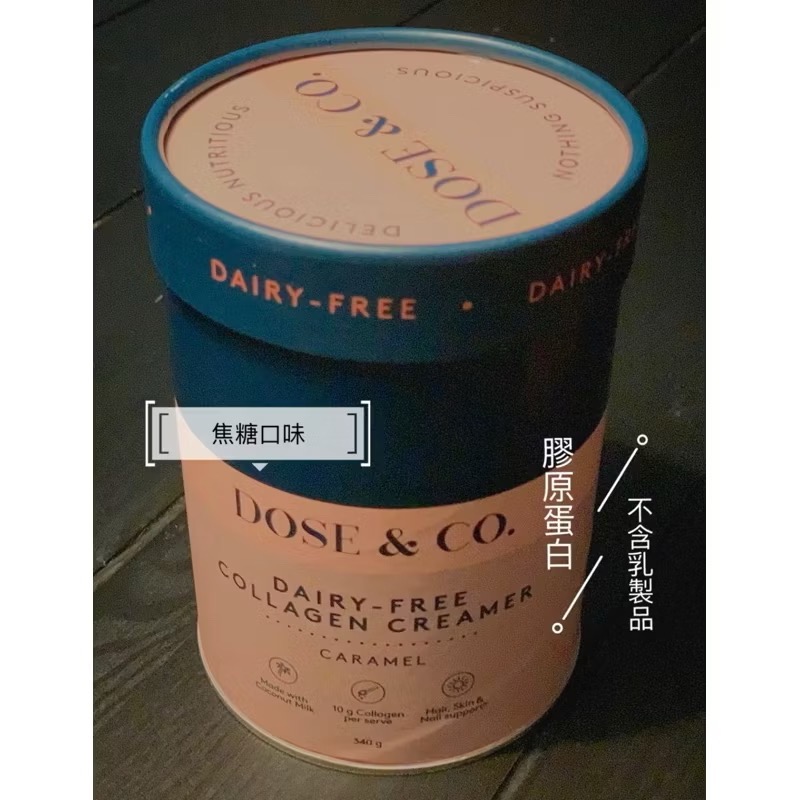 DELICIOUS NUTRITIOUS
NOTHING SUSPICIOUS
DOSE & CO.
DAIRY-FREE • DAIRY-
焦糖口味
膠原蛋白
不含乳製品
DOSE & CO.
DAIRY-FREE
COLLAGEN CREAMER
CARAMEL
Made with
Coconut Milk
10 g Collagen
per serve
Hair, Skin &
Nail support
340 g